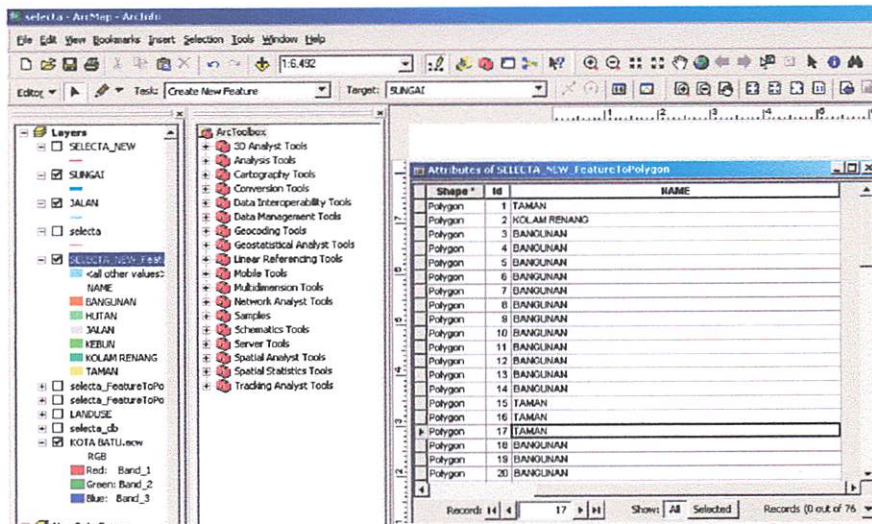 selecta - ArcMap - ArcInfo
File Edit View Bookmarks Insert Selection Tools Window Help
1:6.492
Editor Task: Create New Feature Target: SUNGAI
Layers
SELECTA_NEW
SUNGAI
JALAN
selecta
SELECTA_NEW_Feat
<all other values>
NAME
BANGUNAN
HUTAN
JALAN
KEBUN
KOLAM RENANG
TAMAN
selecta_FeatureToPo
selecta_FeatureToPo
LANDUSE
selecta_db
KOTA BATU.ecw
RGB
Red: Band_1
Green: Band_2
Blue: Band_3
ArcToolbox
3D Analyst Tools
Analysis Tools
Cartography Tools
Conversion Tools
Data Interoperability Tools
Data Management Tools
Geocoding Tools
Geostatistical Analyst Tools
Linear Referencing Tools
Mobile Tools
Multidimension Tools
Network Analyst Tools
Samples
Schematics Tools
Server Tools
Spatial Analyst Tools
Spatial Statistics Tools
Tracking Analyst Tools
Attributes of SELECTA_NEW_FeatureToPolygon
Shape * Id NAME
Polygon 1 TAMAN
Polygon 2 KOLAM RENANG
Polygon 3 BANGUNAN
Polygon 4 BANGUNAN
Polygon 5 BANGUNAN
Polygon 6 BANGUNAN
Polygon 7 BANGUNAN
Polygon 8 BANGUNAN
Polygon 9 BANGUNAN
Polygon 10 BANGUNAN
Polygon 11 BANGUNAN
Polygon 12 BANGUNAN
Polygon 13 BANGUNAN
Polygon 14 BANGUNAN
Polygon 15 TAMAN
Polygon 16 TAMAN
Polygon 17 TAMAN
Polygon 18 BANGUNAN
Polygon 19 BANGUNAN
Polygon 20 BANGUNAN
Record: 17 Show: All Selected Records (0 out of 76